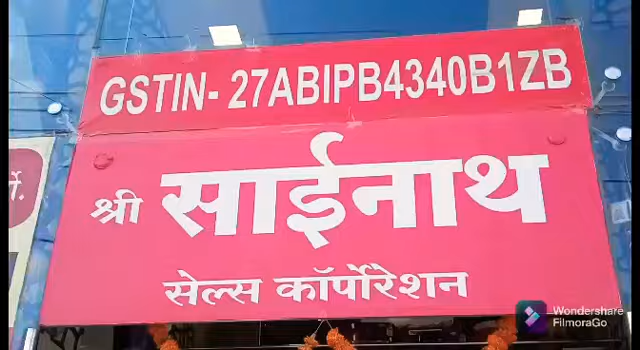 GSTIN- 27ABIPB4340B1ZB
श्री साईनाथ
सेल्स कॉर्पोरेशन
Wondershare
FilmoraGo